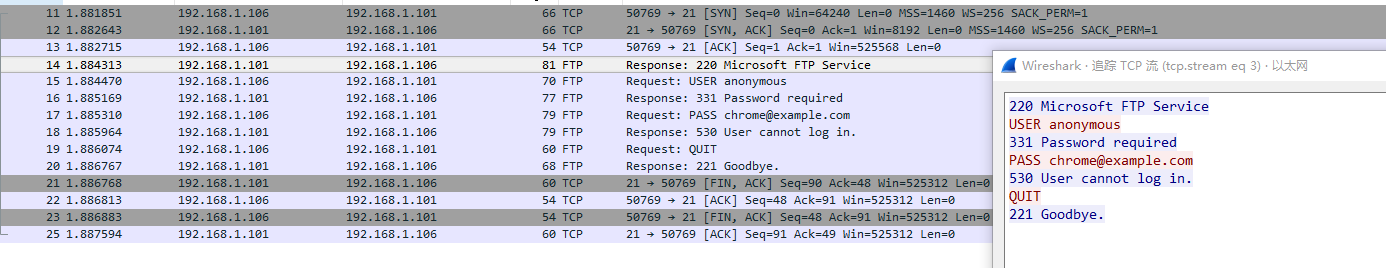 11 1.881851 192.168.1.106 192.168.1.101 66 TCP 50769 → 21 [SYN] Seq=0 Win=64240 Len=0 MSS=1460 WS=256 SACK_PERM=1
12 1.882643 192.168.1.101 192.168.1.106 66 TCP 21 → 50769 [SYN, ACK] Seq=0 Ack=1 Win=8192 Len=0 MSS=1460 WS=256 SACK_PERM=1
13 1.882715 192.168.1.106 192.168.1.101 54 TCP 50769 → 21 [ACK] Seq=1 Ack=1 Win=525568 Len=0
14 1.884313 192.168.1.101 192.168.1.106 81 FTP Response: 220 Microsoft FTP Service
15 1.884470 192.168.1.106 192.168.1.101 70 FTP Request: USER anonymous
16 1.885169 192.168.1.101 192.168.1.106 77 FTP Response: 331 Password required
17 1.885310 192.168.1.106 192.168.1.101 79 FTP Request: PASS chrome@example.com
18 1.885964 192.168.1.101 192.168.1.106 79 FTP Response: 530 User cannot log in.
19 1.886074 192.168.1.106 192.168.1.101 60 FTP Request: QUIT
20 1.886767 192.168.1.101 192.168.1.106 68 FTP Response: 221 Goodbye.
21 1.886768 192.168.1.101 192.168.1.106 60 TCP 21 → 50769 [FIN, ACK] Seq=90 Ack=48 Win=525312 Len=0
22 1.886813 192.168.1.106 192.168.1.101 54 TCP 50769 → 21 [ACK] Seq=48 Ack=91 Win=525312 Len=0
23 1.886883 192.168.1.106 192.168.1.101 54 TCP 50769 → 21 [FIN, ACK] Seq=48 Ack=91 Win=525312 Len=0
25 1.887594 192.168.1.101 192.168.1.106 60 TCP 21 → 50769 [ACK] Seq=91 Ack=49 Win=525312 Len=0
Wireshark · 追踪 TCP 流 (tcp.stream eq 3) · 以太网
220 Microsoft FTP Service
USER anonymous
331 Password required
PASS chrome@example.com
530 User cannot log in.
QUIT
221 Goodbye.